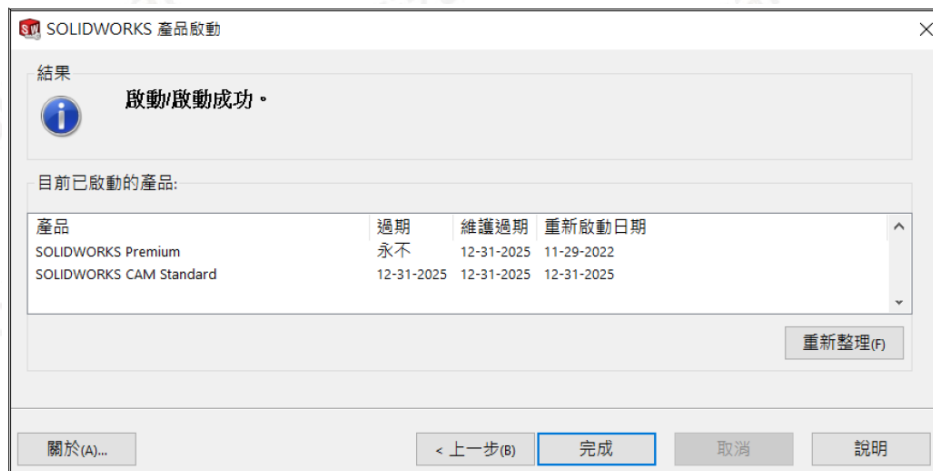 SOLIDWORKS 產品啟動
結果
啟動/啟動成功。
目前已啟動的產品:
產品 過期 維護過期 重新啟動日期
SOLIDWORKS Premium 永不 12-31-2025 11-29-2022
SOLIDWORKS CAM Standard 12-31-2025 12-31-2025 12-31-2025
重新整理(F)
關於(A)... < 上一步(B) 完成 取消 說明